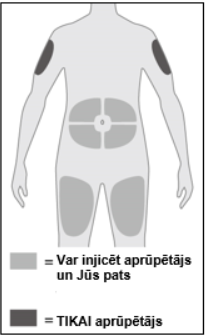 = Var injicēt aprūpētājs
un Jūs pats
= TIKAI aprūpētājs